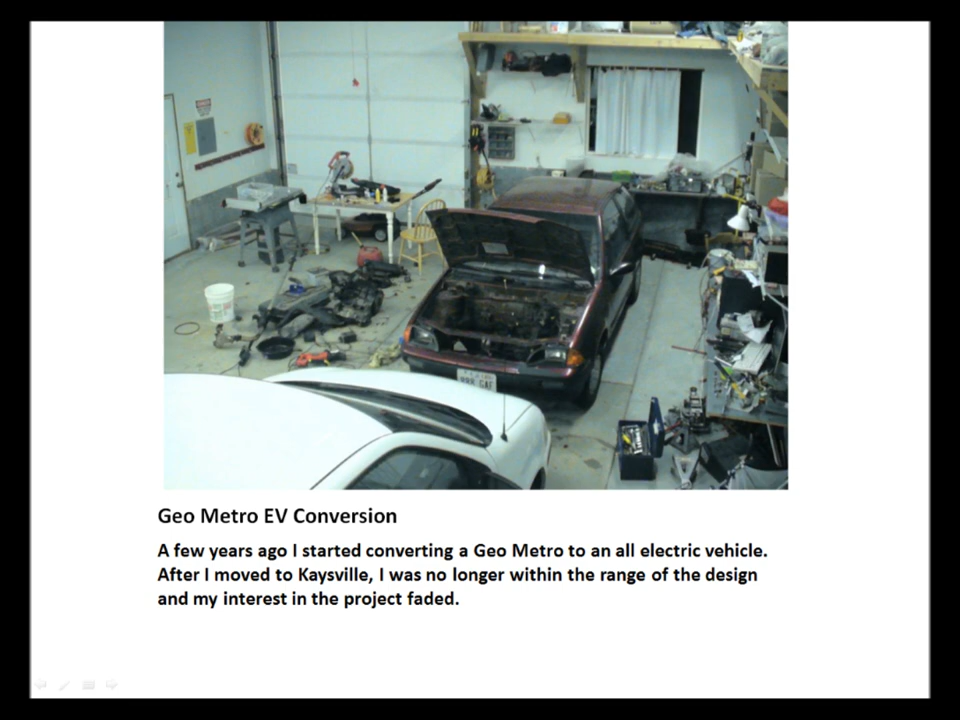 Geo Metro EV Conversion
A few years ago I started converting a Geo Metro to an all electric vehicle.
After I moved to Kaysville, I was no longer within the range of the design
and my interest in the project faded.